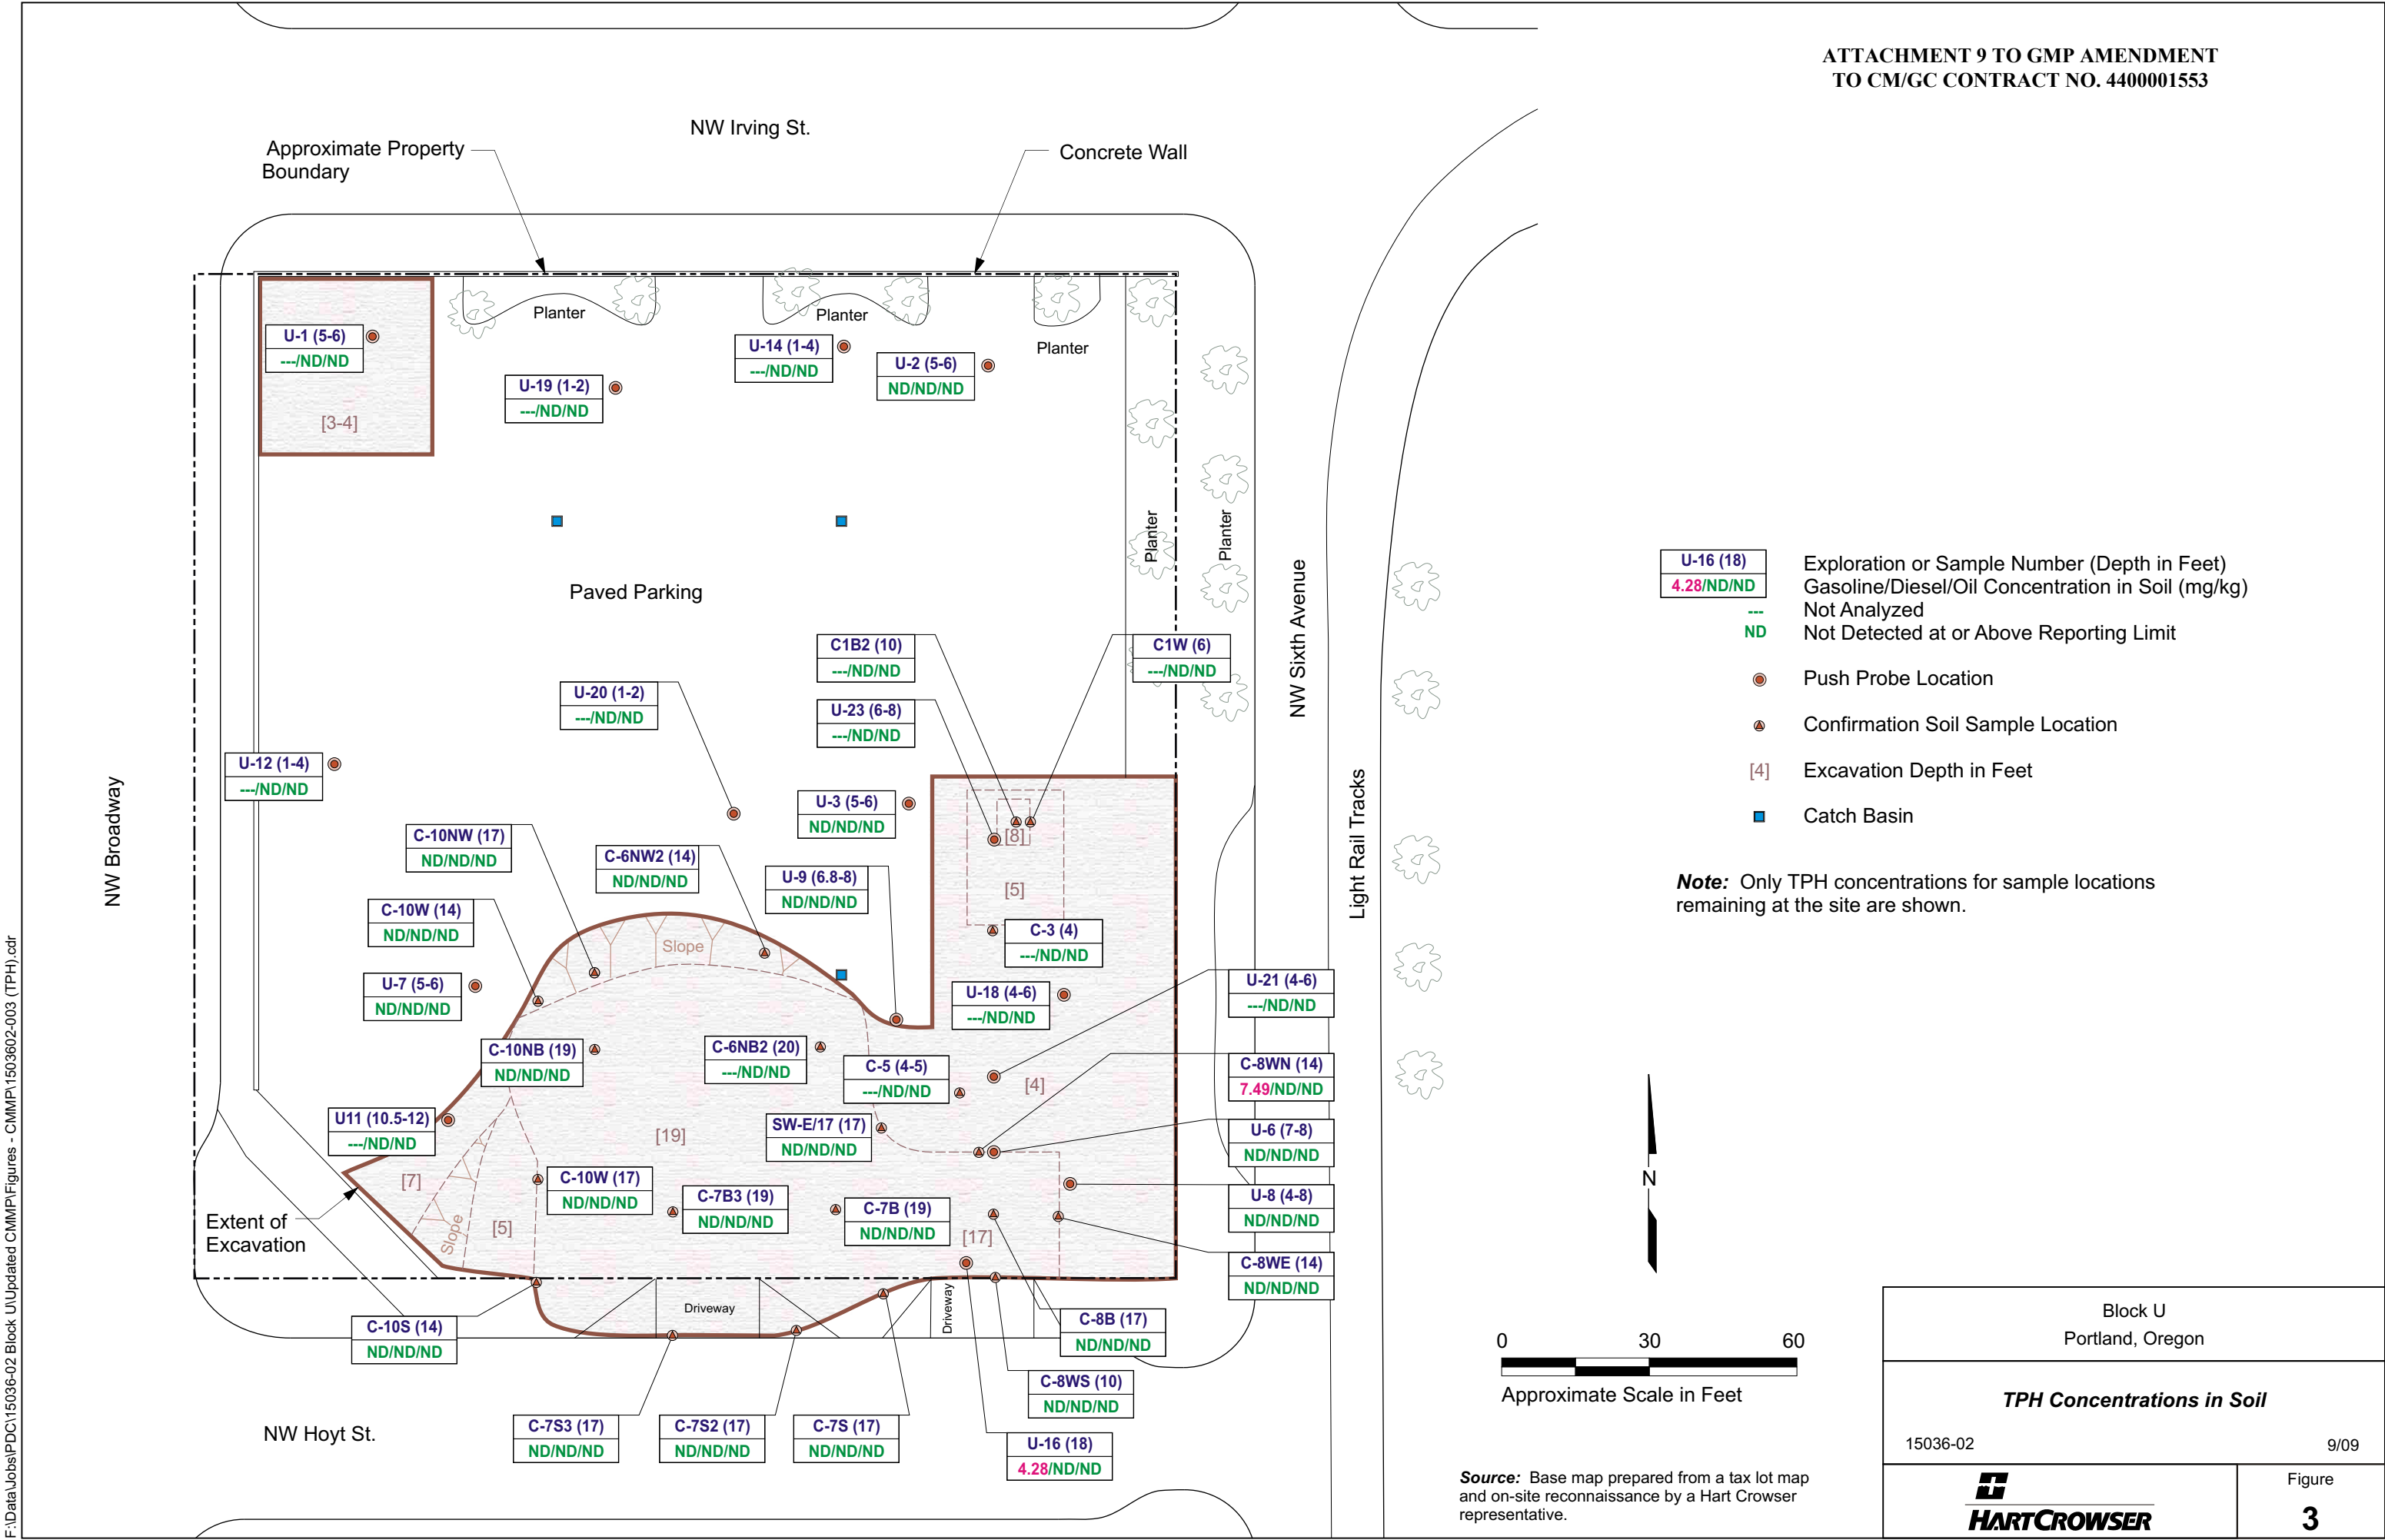 ATTACHMENT 9 TO GMP AMENDMENT
TO CM/GC CONTRACT NO. 4400001553
NW Irving St.
Approximate Property
Boundary
Concrete Wall
Planter
Planter
Planter
U-1 (5-6)
---/ND/ND
[3-4]
U-19 (1-2)
---/ND/ND
U-14 (1-4)
---/ND/ND
U-2 (5-6)
ND/ND/ND
Planter
Planter
Paved Parking
NW Sixth Avenue
Light Rail Tracks
NW Broadway
C1B2 (10)
---/ND/ND
C1W (6)
---/ND/ND
U-20 (1-2)
---/ND/ND
U-23 (6-8)
---/ND/ND
U-12 (1-4)
---/ND/ND
U-3 (5-6)
ND/ND/ND
[8]
[5]
C-10NW (17)
ND/ND/ND
C-6NW2 (14)
ND/ND/ND
U-9 (6.8-8)
ND/ND/ND
C-10W (14)
ND/ND/ND
Slope
C-3 (4)
---/ND/ND
U-7 (5-6)
ND/ND/ND
U-18 (4-6)
---/ND/ND
U-21 (4-6)
---/ND/ND
C-10NB (19)
ND/ND/ND
C-6NB2 (20)
---/ND/ND
C-5 (4-5)
---/ND/ND
[4]
C-8WN (14)
7.49/ND/ND
U11 (10.5-12)
---/ND/ND
[19]
SW-E/17 (17)
ND/ND/ND
U-6 (7-8)
ND/ND/ND
[7]
C-10W (17)
ND/ND/ND
C-7B3 (19)
ND/ND/ND
C-7B (19)
ND/ND/ND
U-8 (4-8)
ND/ND/ND
Extent of
Excavation
Slope
[5]
[17]
C-8WE (14)
ND/ND/ND
Driveway
Driveway
C-10S (14)
ND/ND/ND
C-8B (17)
ND/ND/ND
C-8WS (10)
ND/ND/ND
NW Hoyt St.
C-7S3 (17)
ND/ND/ND
C-7S2 (17)
ND/ND/ND
C-7S (17)
ND/ND/ND
U-16 (18)
4.28/ND/ND
U-16 (18) Exploration or Sample Number (Depth in Feet)
4.28/ND/ND Gasoline/Diesel/Oil Concentration in Soil (mg/kg)
--- Not Analyzed
ND Not Detected at or Above Reporting Limit
Push Probe Location
Confirmation Soil Sample Location
[4] Excavation Depth in Feet
Catch Basin
Note: Only TPH concentrations for sample locations
remaining at the site are shown.
N
0 30 60
Approximate Scale in Feet
Source: Base map prepared from a tax lot map
and on-site reconnaissance by a Hart Crowser
representative.
Block U
Portland, Oregon
TPH Concentrations in Soil
15036-02 9/09
HARTCROWSER
Figure
3
F:\Data\Jobs\PDC\15036-02 Block U\Updated CMMP\Figures - CMMP\1503602-003 (TPH).cdr